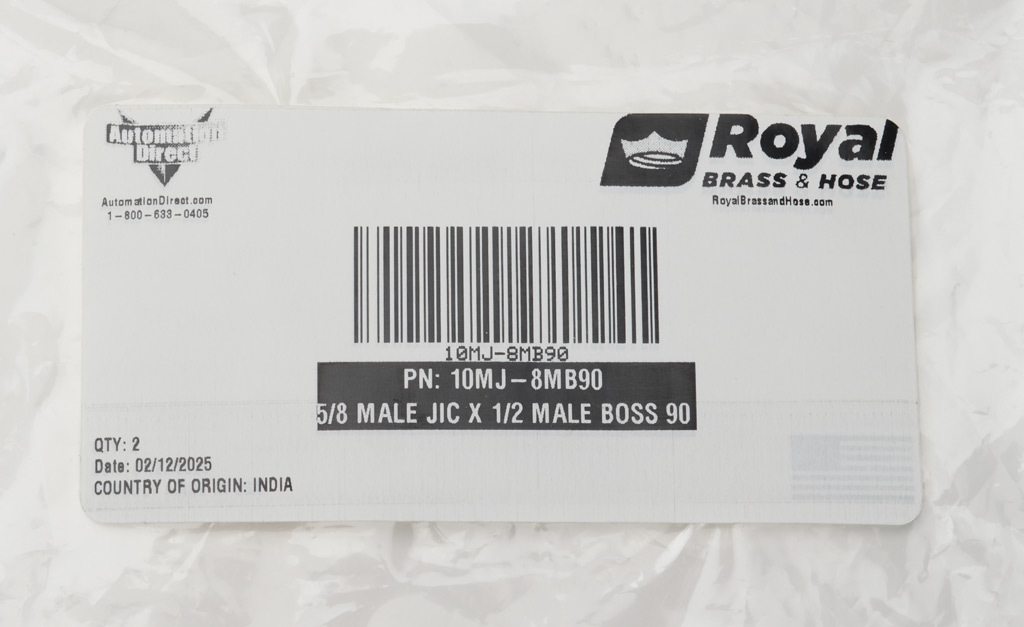 Automation
Direct
AutomationDirect.com
1-800-633-0405
Royal
BRASS & HOSE
RoyalBrassandHose.com
10MJ-8MB90
PN: 10MJ-8MB90
5/8 MALE JIC X 1/2 MALE BOSS 90
QTY: 2
Date: 02/12/2025
COUNTRY OF ORIGIN: INDIA